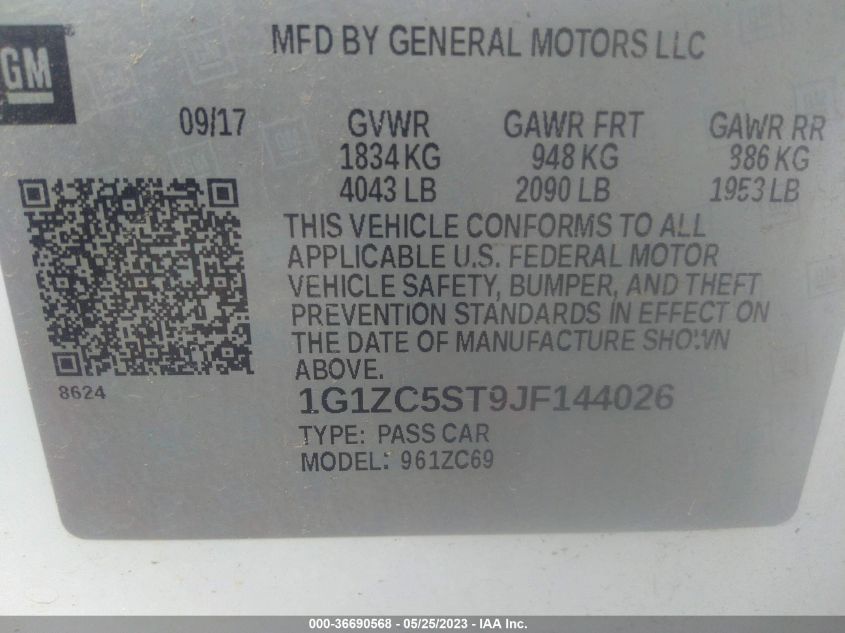 GM
MFD BY GENERAL MOTORS LLC
09/17 GVWR GAWR FRT GAWR RR
1834 KG 948 KG 886 KG
4043 LB 2090 LB 1953 LB
THIS VEHICLE CONFORMS TO ALL
APPLICABLE U.S. FEDERAL MOTOR
VEHICLE SAFETY, BUMPER, AND THEFT
PREVENTION STANDARDS IN EFFECT ON
THE DATE OF MANUFACTURE SHOWN
ABOVE.
8624
1G1ZC5ST9JF144026
TYPE: PASS CAR
MODEL: 961ZC69
000-36690568 - 05/25/2023 - IAA Inc.